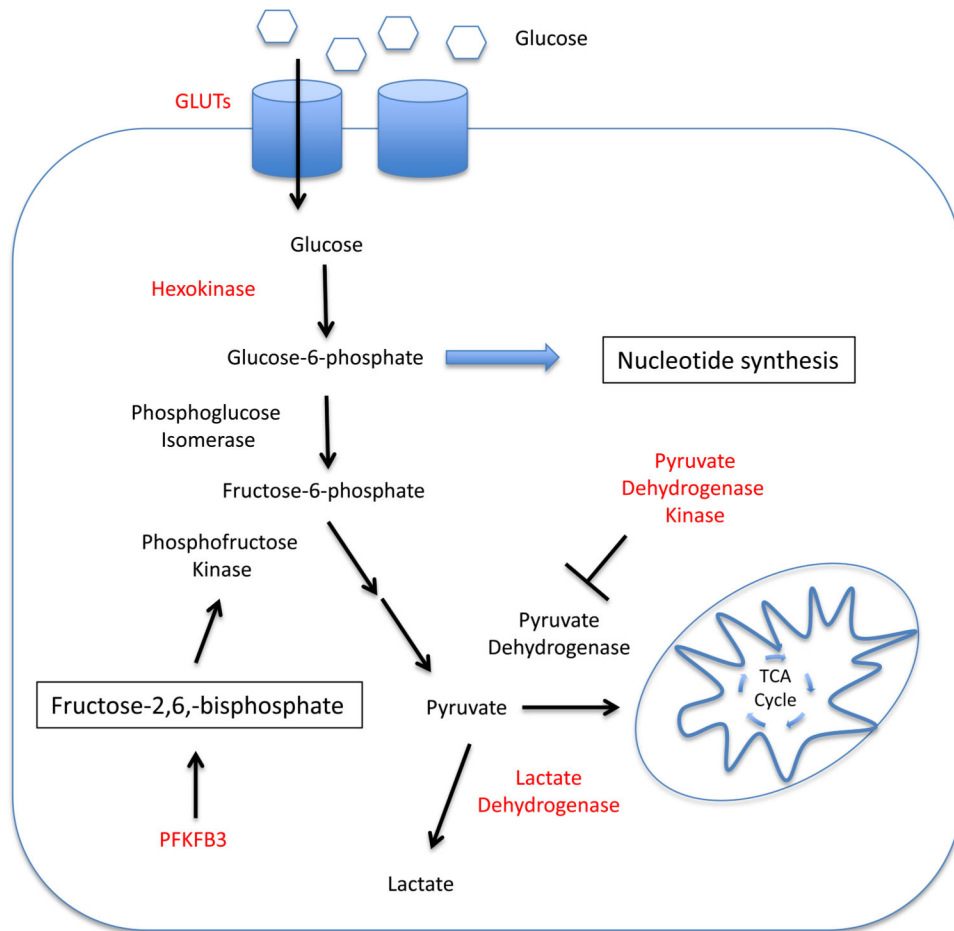 Glucose
GLUTs
Glucose
Hexokinase
Glucose-6-phosphate
Nucleotide synthesis
Phosphoglucose
Isomerase
Pyruvate
Dehydrogenase
Kinase
Fructose-6-phosphate
Phosphofructose
Kinase
Pyruvate
Dehydrogenase
TCA
Cycle
Fructose-2,6,-bisphosphate
Pyruvate
Lactate
Dehydrogenase
PFKFB3
Lactate